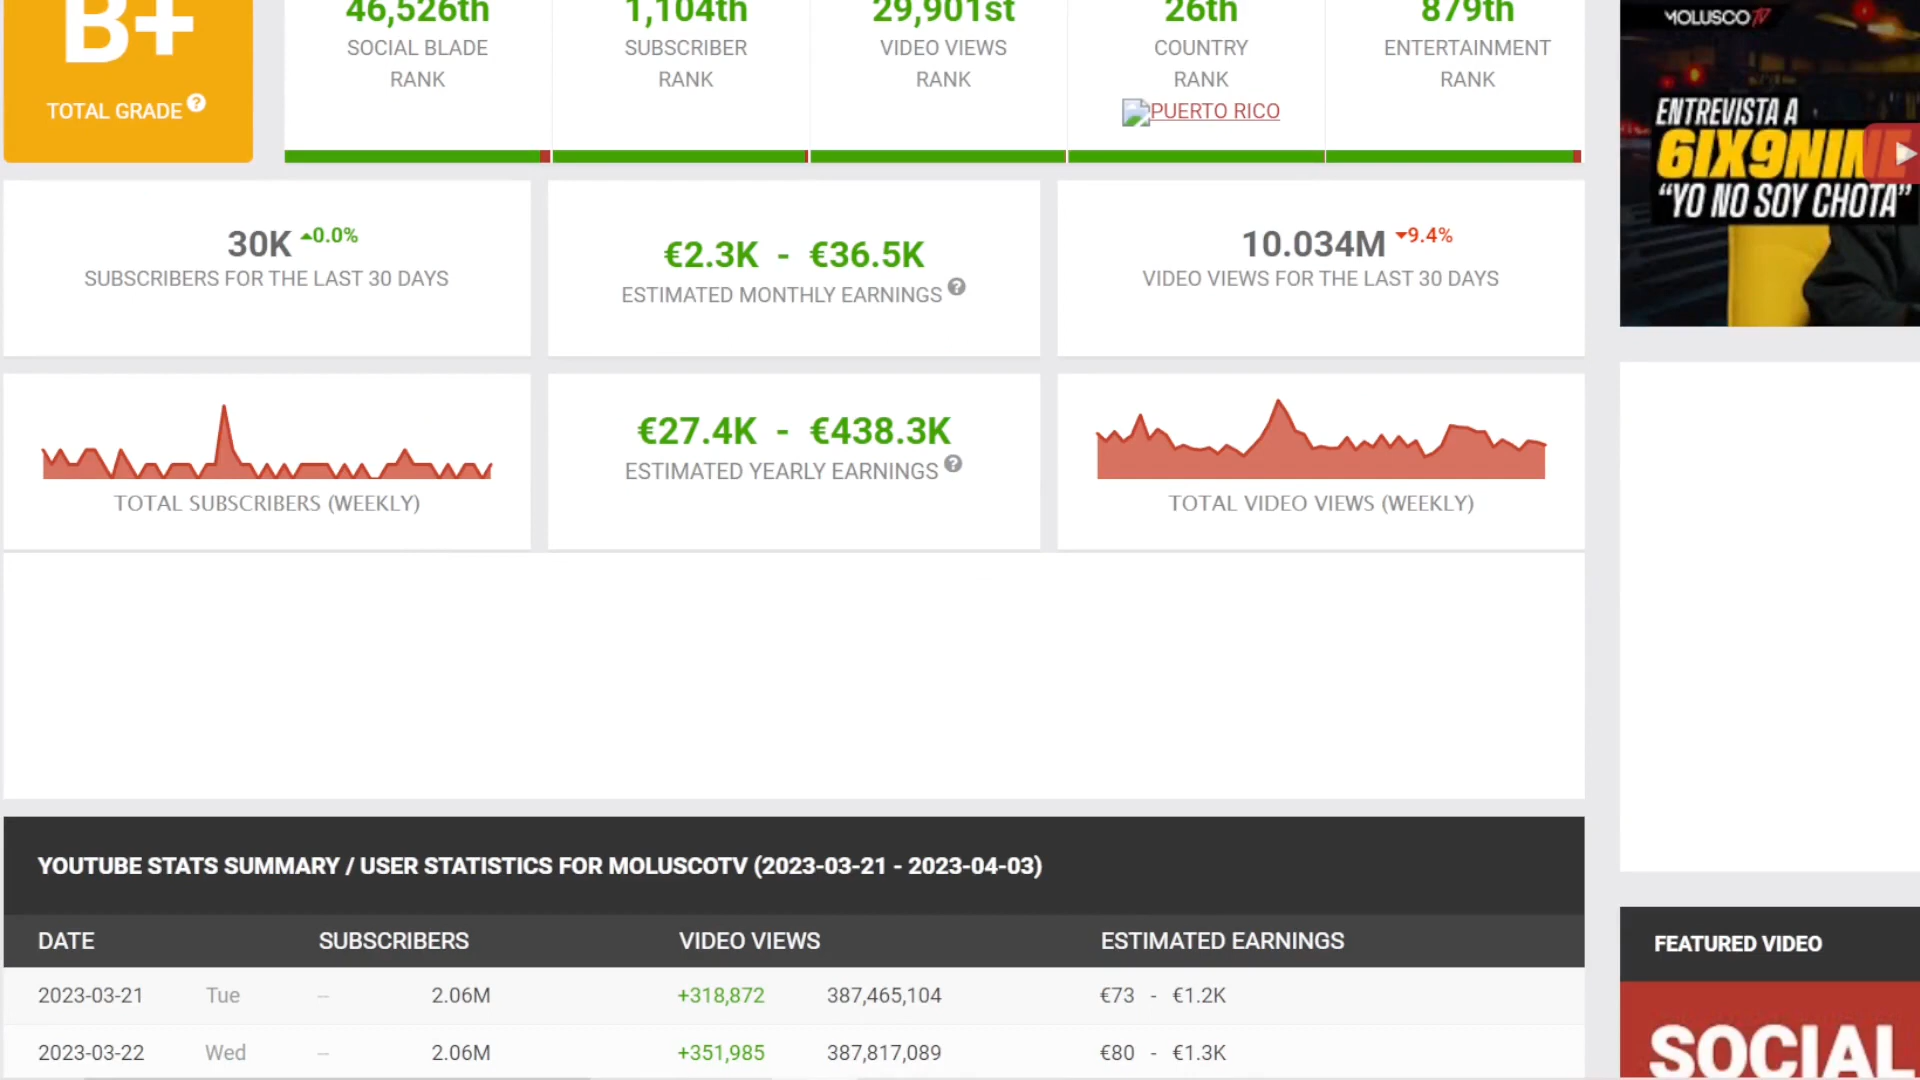 B+
TOTAL GRADE ?
46,526th
SOCIAL BLADE
RANK
1,104th
SUBSCRIBER
RANK
29,901st
VIDEO VIEWS
RANK
26th
COUNTRY
RANK
PUERTO RICO
879th
ENTERTAINMENT
RANK
MOLUSCO TV
ENTREVISTA A
6IX9NINE
“YO NO SOY CHOTA”
30K 0.0%
SUBSCRIBERS FOR THE LAST 30 DAYS
€2.3K - €36.5K
ESTIMATED MONTHLY EARNINGS ?
10.034M 9.4%
VIDEO VIEWS FOR THE LAST 30 DAYS
TOTAL SUBSCRIBERS (WEEKLY)
€27.4K - €438.3K
ESTIMATED YEARLY EARNINGS ?
TOTAL VIDEO VIEWS (WEEKLY)
YOUTUBE STATS SUMMARY / USER STATISTICS FOR MOLUSCOTV (2023-03-21 - 2023-04-03)
DATE SUBSCRIBERS VIDEO VIEWS ESTIMATED EARNINGS
2023-03-21 Tue -- 2.06M +318,872 387,465,104 €73 - €1.2K
2023-03-22 Wed -- 2.06M +351,985 387,817,089 €80 - €1.3K
FEATURED VIDEO
SOCIAL